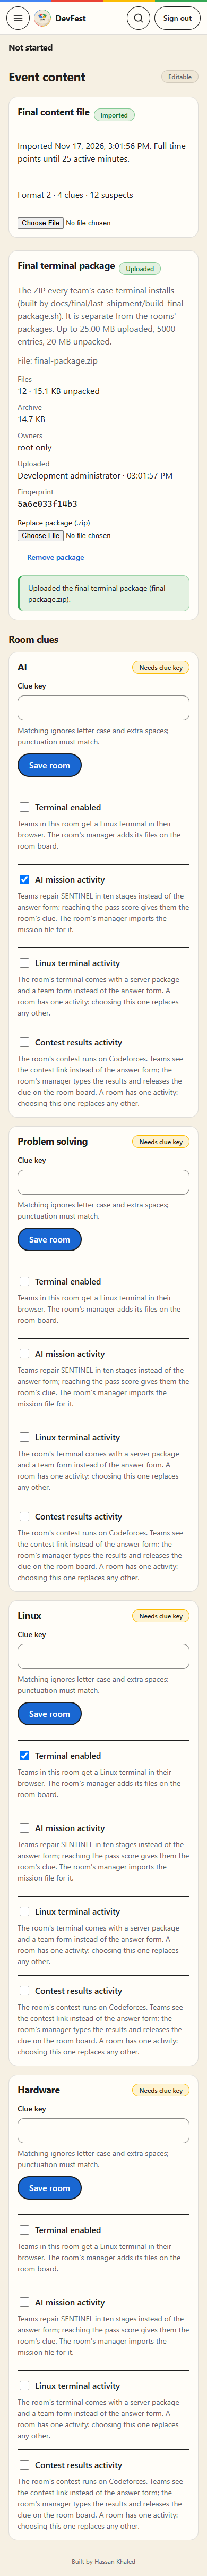 DevFest
Sign out
Not started
Event content
Editable
Final content file
Imported
Imported Nov 17, 2026, 3:01:56 PM. Full time
points until 25 active minutes.
Format 2 · 4 clues · 12 suspects
Choose File No file chosen
Final terminal package
Uploaded
The ZIP every team's case terminal installs
(built by docs/final/last-shipment/build-final-
package.sh). It is separate from the rooms'
packages. Up to 25.00 MB uploaded, 5000
entries, 20 MB unpacked.
File: final-package.zip
Files
12 · 15.1 KB unpacked
Archive
14.7 KB
Owners
root only
Uploaded
Development administrator · 03:01:57 PM
Fingerprint
5a6c033f14b3
Replace package (.zip)
Choose File No file chosen
Remove package
Uploaded the final terminal package (final-
package.zip).
Room clues
AI
Needs clue key
Clue key
Matching ignores letter case and extra spaces;
punctuation must match.
Save room
Terminal enabled
Teams in this room get a Linux terminal in their
browser. The room's manager adds its files on the
room board.
AI mission activity
Teams repair SENTINEL in ten stages instead of the
answer form; reaching the pass score gives them the
room's clue. The room's manager imports the
mission file for it.
Linux terminal activity
The room's terminal comes with a server package
and a team form instead of the answer form. A
room has one activity: choosing this one replaces
any other.
Contest results activity
The room's contest runs on Codeforces. Teams see
the contest link instead of the answer form; the
room's manager types the results and releases the
clue on the room board. A room has one activity:
choosing this one replaces any other.
Problem solving
Needs clue key
Clue key
Matching ignores letter case and extra spaces;
punctuation must match.
Save room
Terminal enabled
Teams in this room get a Linux terminal in their
browser. The room's manager adds its files on the
room board.
AI mission activity
Teams repair SENTINEL in ten stages instead of the
answer form; reaching the pass score gives them the
room's clue. The room's manager imports the
mission file for it.
Linux terminal activity
The room's terminal comes with a server package
and a team form instead of the answer form. A
room has one activity: choosing this one replaces
any other.
Contest results activity
The room's contest runs on Codeforces. Teams see
the contest link instead of the answer form; the
room's manager types the results and releases the
clue on the room board. A room has one activity:
choosing this one replaces any other.
Linux
Needs clue key
Clue key
Matching ignores letter case and extra spaces;
punctuation must match.
Save room
Terminal enabled
Teams in this room get a Linux terminal in their
browser. The room's manager adds its files on the
room board.
AI mission activity
Teams repair SENTINEL in ten stages instead of the
answer form; reaching the pass score gives them the
room's clue. The room's manager imports the
mission file for it.
Linux terminal activity
The room's terminal comes with a server package
and a team form instead of the answer form. A
room has one activity: choosing this one replaces
any other.
Contest results activity
The room's contest runs on Codeforces. Teams see
the contest link instead of the answer form; the
room's manager types the results and releases the
clue on the room board. A room has one activity:
choosing this one replaces any other.
Hardware
Needs clue key
Clue key
Matching ignores letter case and extra spaces;
punctuation must match.
Save room
Terminal enabled
Teams in this room get a Linux terminal in their
browser. The room's manager adds its files on the
room board.
AI mission activity
Teams repair SENTINEL in ten stages instead of the
answer form; reaching the pass score gives them the
room's clue. The room's manager imports the
mission file for it.
Linux terminal activity
The room's terminal comes with a server package
and a team form instead of the answer form. A
room has one activity: choosing this one replaces
any other.
Contest results activity
The room's contest runs on Codeforces. Teams see
the contest link instead of the answer form; the
room's manager types the results and releases the
clue on the room board. A room has one activity:
choosing this one replaces any other.
Built by Hassan Khaled